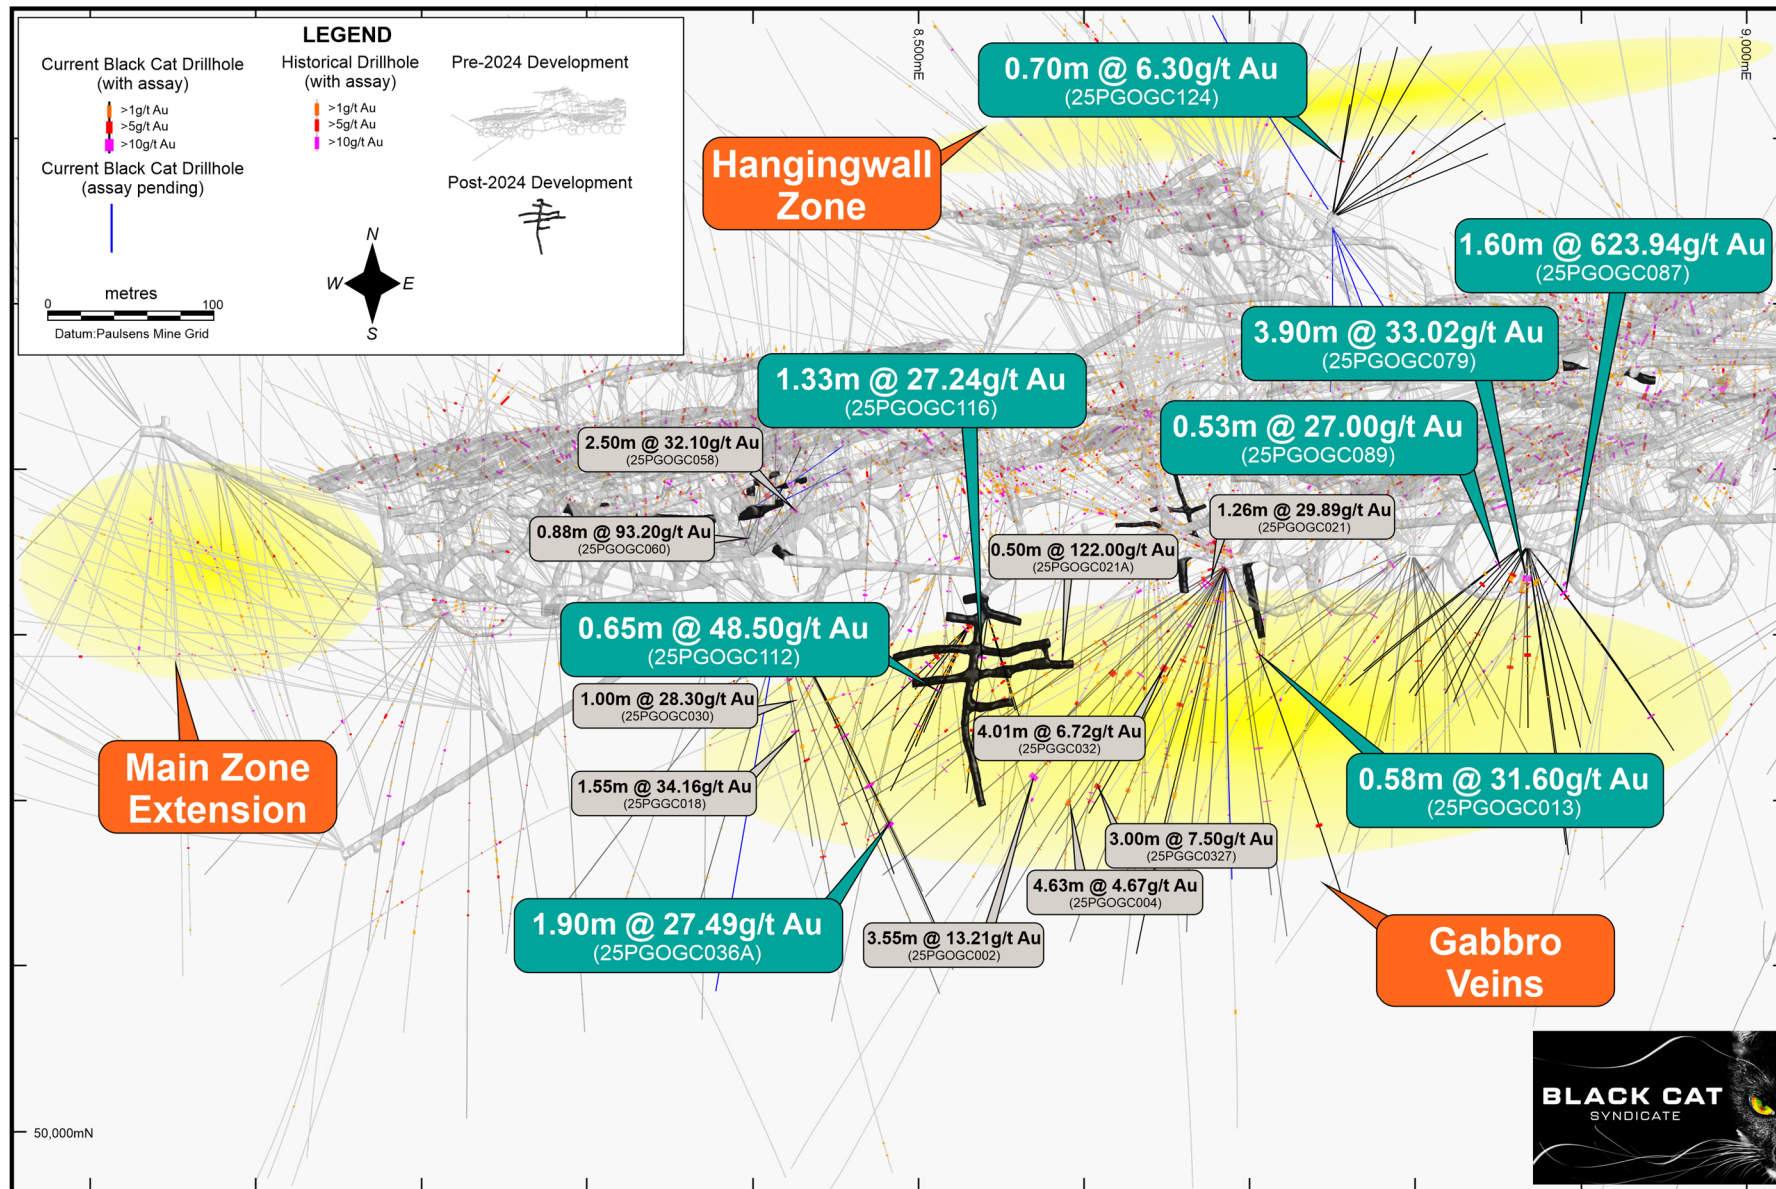 LEGEND
Current Black Cat Drillhole
(with assay)
>1g/t Au
>5g/t Au
>10g/t Au
Current Black Cat Drillhole
(assay pending)
Historical Drillhole
(with assay)
>1g/t Au
>5g/t Au
>10g/t Au
Pre-2024 Development
Post-2024 Development
N
W
E
S
metres
0
100
Datum:Paulsens Mine Grid
8,500mE
9,000mE
0.70m @ 6.30g/t Au
(25PGOGC124)
Hangingwall
Zone
1.60m @ 623.94g/t Au
(25PGOGC087)
3.90m @ 33.02g/t Au
(25PGOGC079)
1.33m @ 27.24g/t Au
(25PGOGC116)
0.53m @ 27.00g/t Au
(25PGOGC089)
2.50m @ 32.10g/t Au
(25PGOGC058)
0.88m @ 93.20g/t Au
(25PGOGC060)
1.26m @ 29.89g/t Au
(25PGOGC021)
0.50m @ 122.00g/t Au
(25PGOGC021A)
0.65m @ 48.50g/t Au
(25PGOGC112)
1.00m @ 28.30g/t Au
(25PGOGC030)
4.01m @ 6.72g/t Au
(25PGGC032)
Main Zone
Extension
1.55m @ 34.16g/t Au
(25PGGC018)
0.58m @ 31.60g/t Au
(25PGOGC013)
3.00m @ 7.50g/t Au
(25PGGC0327)
4.63m @ 4.67g/t Au
(25PGOGC004)
1.90m @ 27.49g/t Au
(25PGOGC036A)
3.55m @ 13.21g/t Au
(25PGOGC002)
Gabbro
Veins
50,000mN
BLACK CAT
SYNDICATE